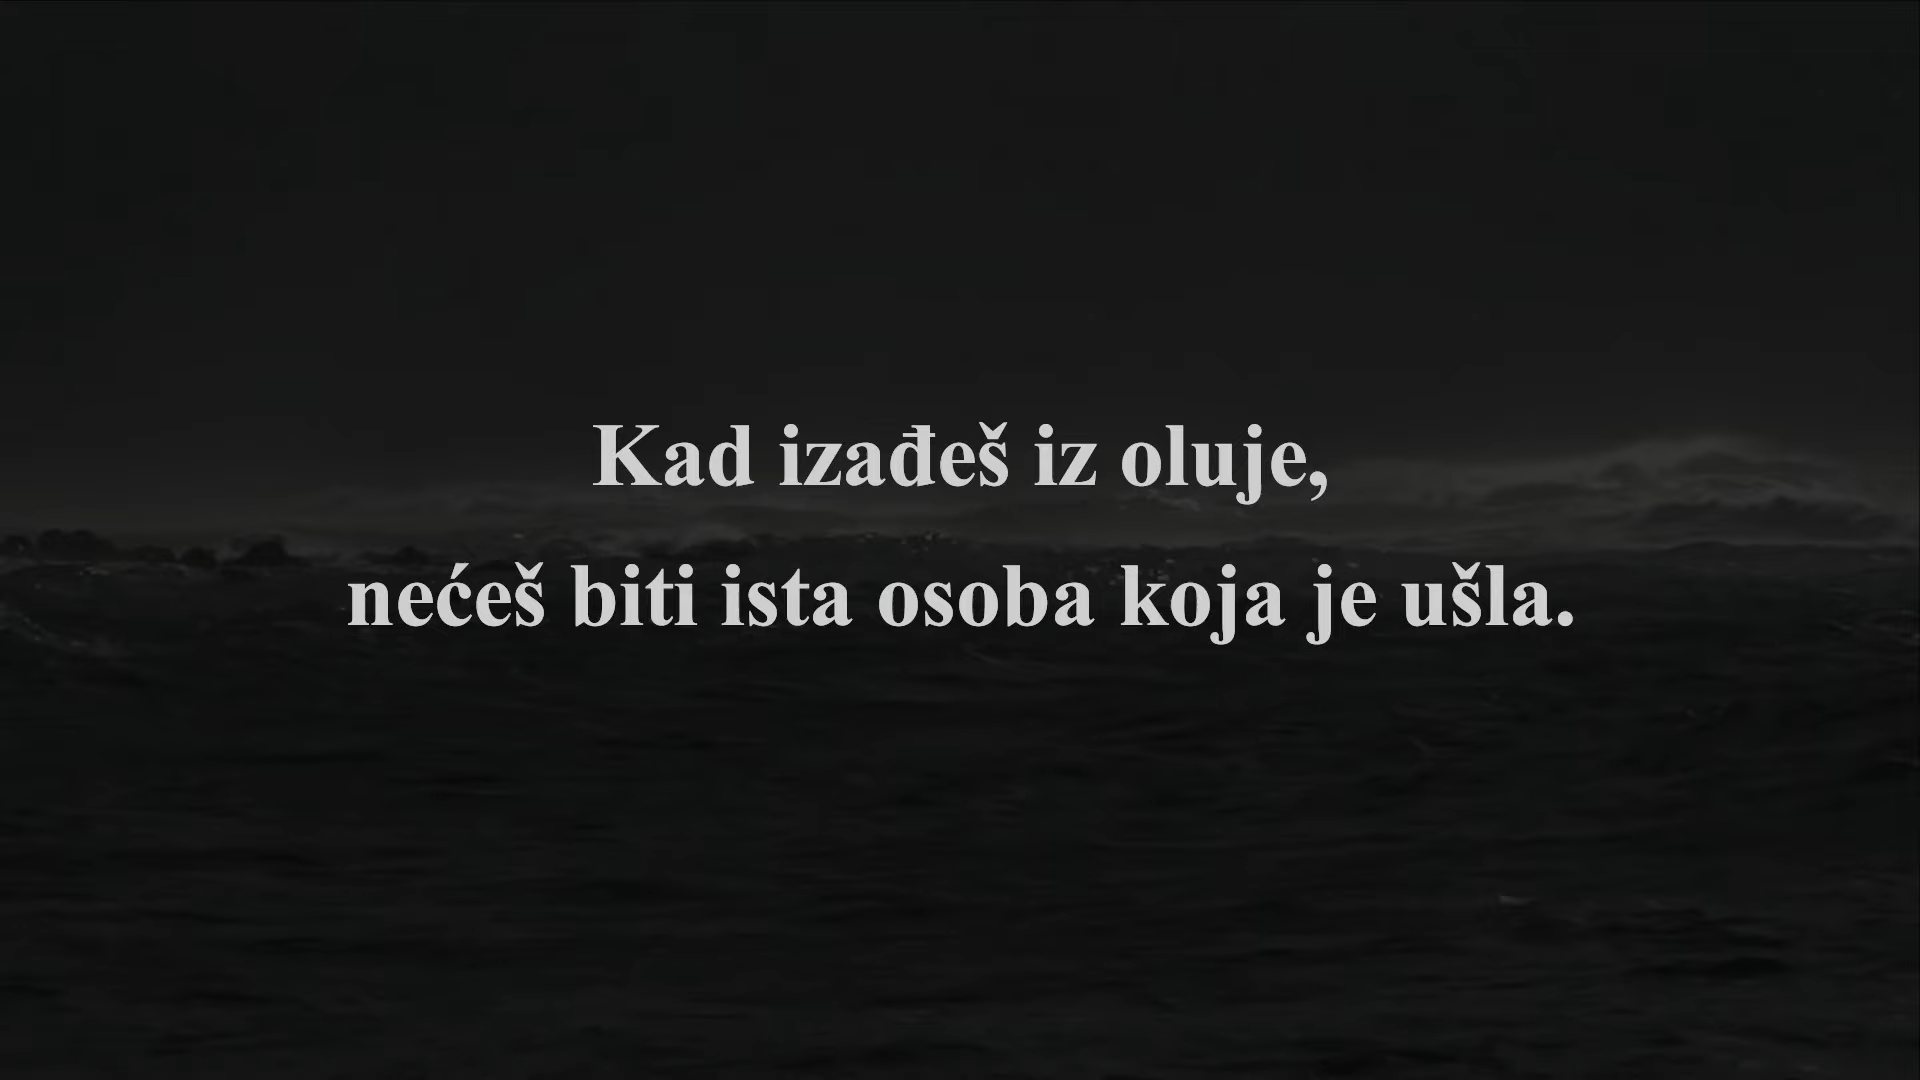 Kad izađeš iz oluje,
nećeš biti ista osoba koja je ušla.